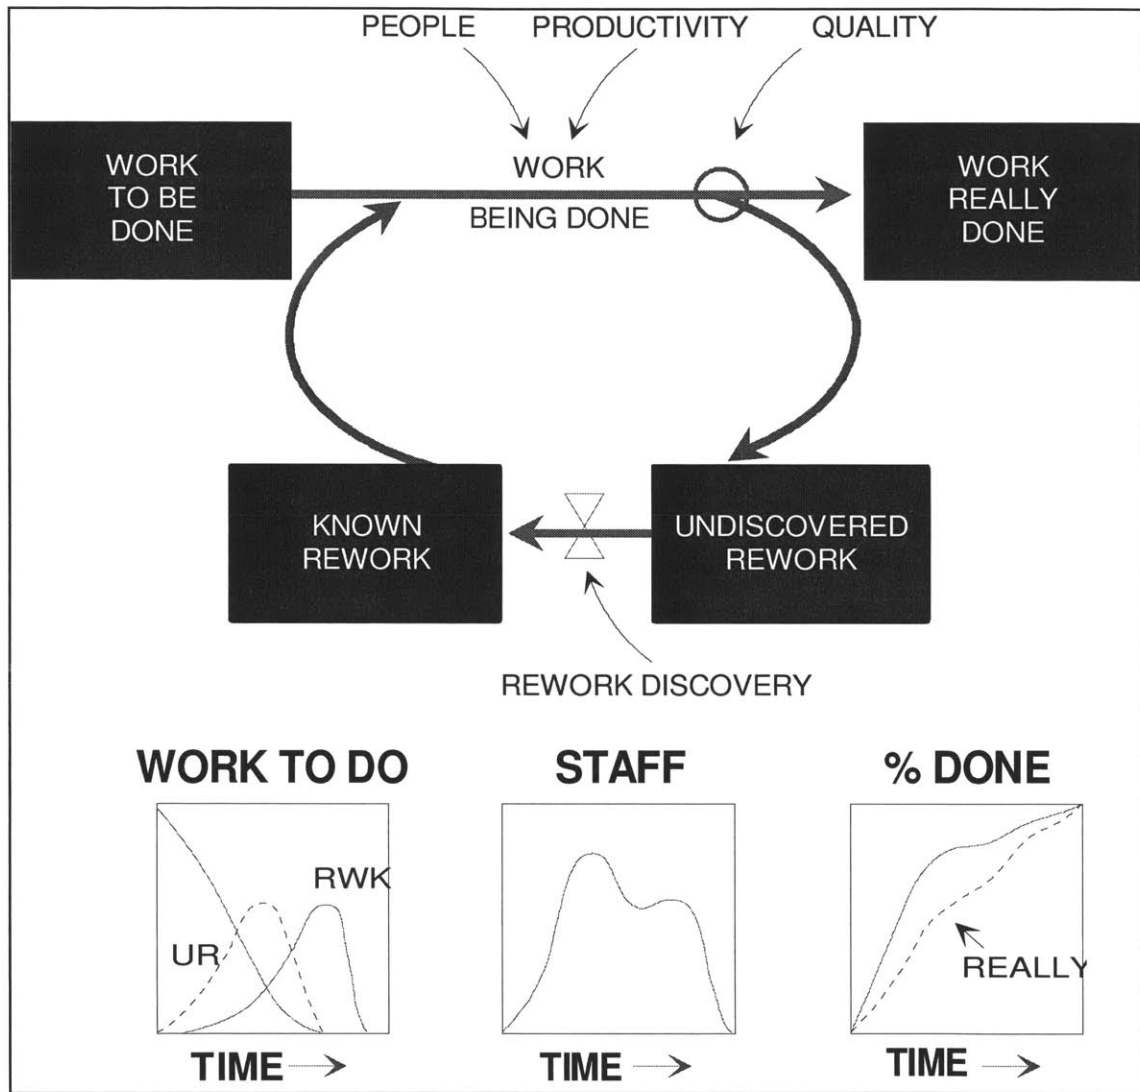 PEOPLE PRODUCTIVITY QUALITY
WORK
TO BE
DONE
WORK
BEING DONE
WORK
REALLY
DONE
KNOWN
REWORK
UNDISCOVERED
REWORK
REWORK DISCOVERY
WORK TO DO
STAFF
% DONE
RWK
UR
REALLY
TIME
TIME
TIME